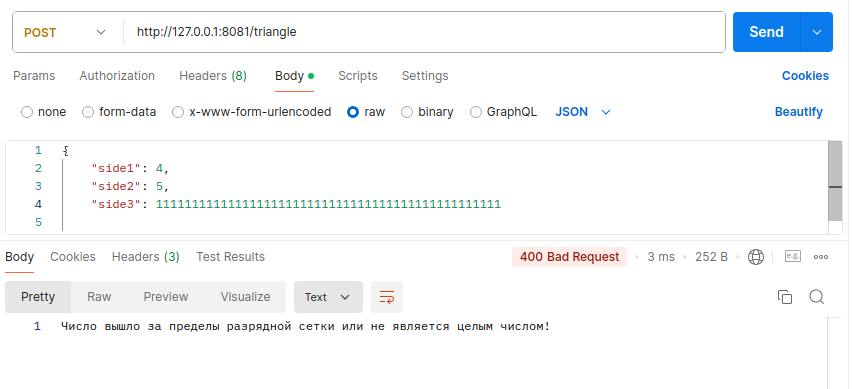 POST http://127.0.0.1:8081/triangle Send
Params Authorization Headers (8) Body Scripts Settings Cookies
none form-data x-www-form-urlencoded raw binary GraphQL JSON Beautify
1 {
2 "side1": 4,
3 "side2": 5,
4 "side3": 111111111111111111111111111111111111111111111111
5
Body Cookies Headers (3) Test Results 400 Bad Request 3 ms 252 B e.g.
Pretty Raw Preview Visualize Text
1 Число вышло за пределы разрядной сетки или не является целым числом!